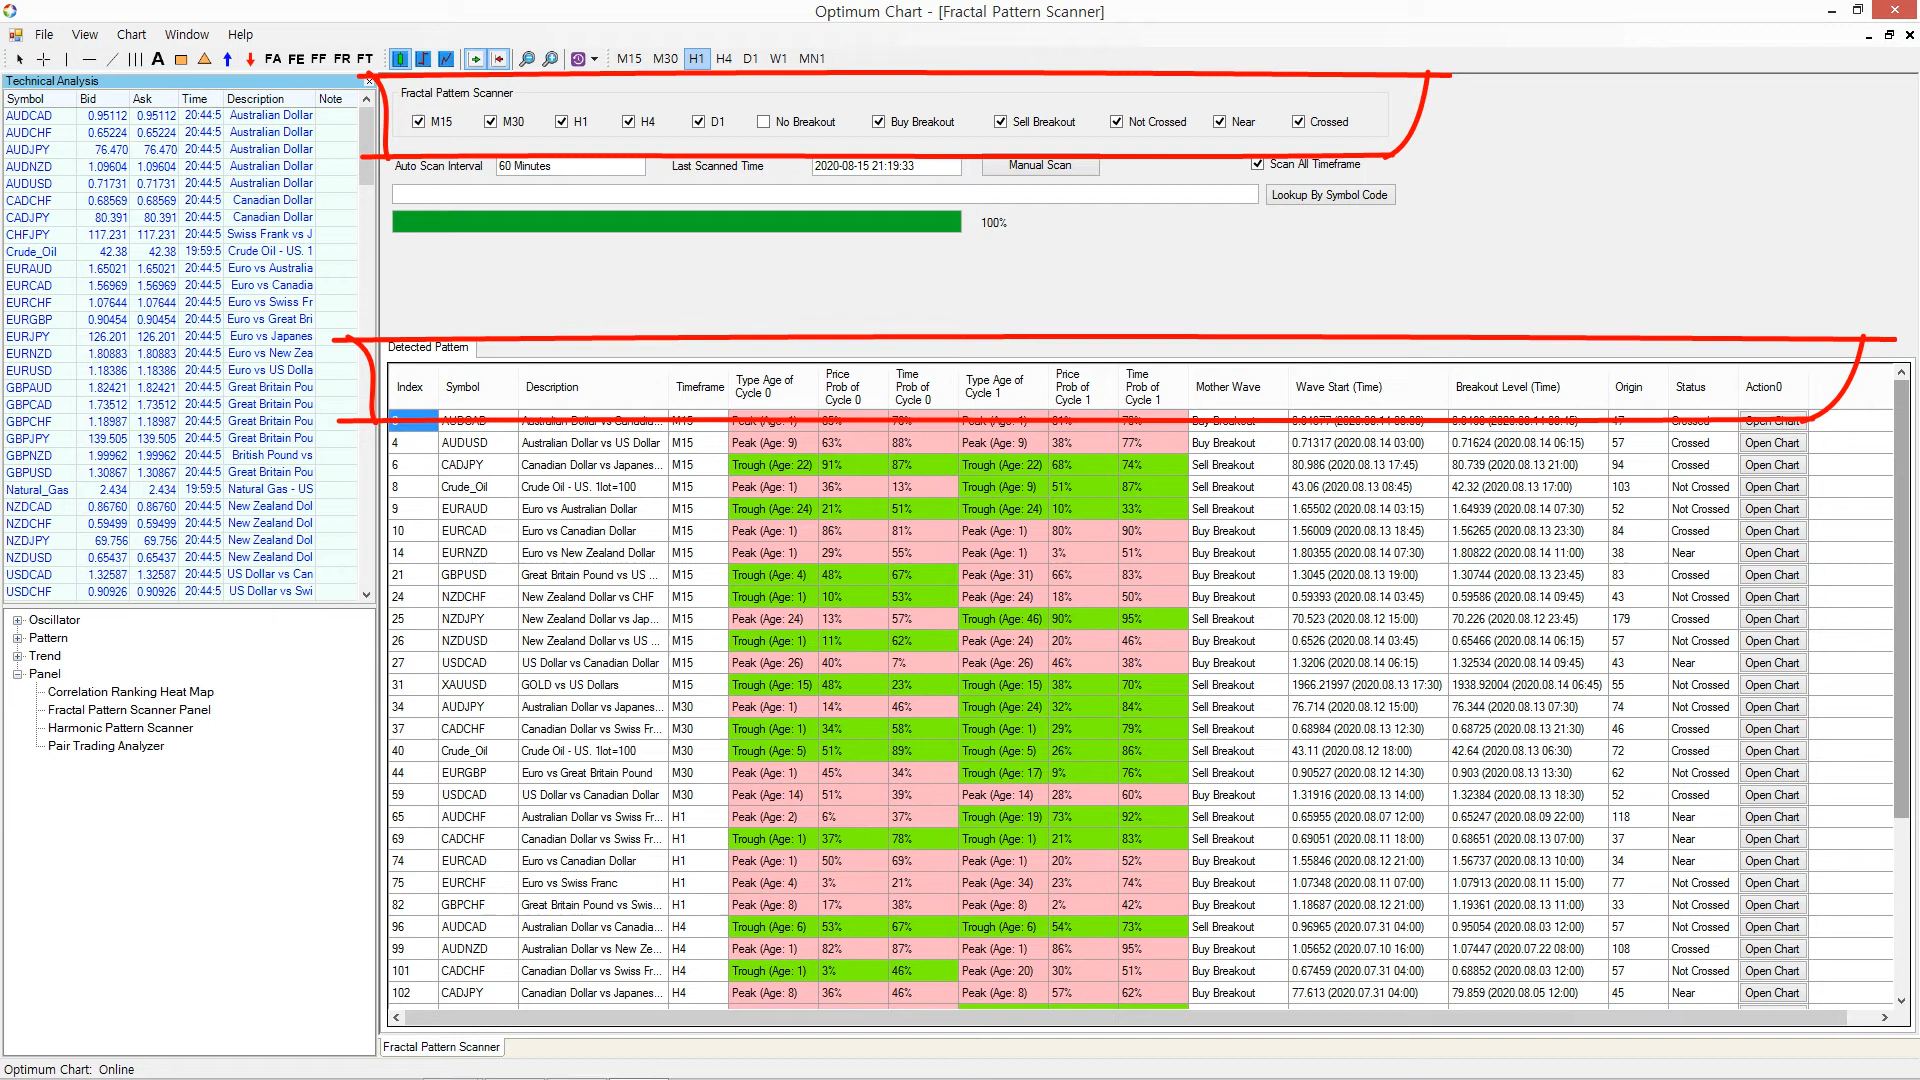 Optimum Chart - [Fractal Pattern Scanner]
File View Chart Window Help
A FA FE FF FR FT M15 M30 H1 H4 D1 W1 MN1
Technical Analysis
Symbol Bid Ask Time Description Note
AUDCAD 0.95112 0.95112 20:44:5 Australian Dollar
AUDCHF 0.65224 0.65224 20:44:5 Australian Dollar
AUDJPY 76.470 76.470 20:44:5 Australian Dollar
AUDNZD 1.09604 1.09604 20:44:5 Australian Dollar
AUDUSD 0.71731 0.71731 20:44:5 Australian Dollar
CADCHF 0.68569 0.68569 20:44:5 Canadian Dollar
CADJPY 80.391 80.391 20:44:5 Canadian Dollar
CHFJPY 117.231 117.231 20:44:5 Swiss Frank vs J
Crude_Oil 42.38 42.38 19:59:5 Crude Oil - US. 1
EURAUD 1.65021 1.65021 20:44:5 Euro vs Australia
EURCAD 1.56969 1.56969 20:44:5 Euro vs Canadia
EURCHF 1.07644 1.07644 20:44:5 Euro vs Swiss Fr
EURGBP 0.90454 0.90454 20:44:5 Euro vs Great Bri
EURJPY 126.201 126.201 20:44:5 Euro vs Japanes
EURNZD 1.80883 1.80883 20:44:5 Euro vs New Zea
EURUSD 1.18386 1.18386 20:44:5 Euro vs US Dolla
GBPAUD 1.82421 1.82421 20:44:5 Great Britain Pou
GBPCAD 1.73512 1.73512 20:44:5 Great Britain Pou
GBPCHF 1.18987 1.18987 20:44:5 Great Britain Pou
GBPJPY 139.505 139.505 20:44:5 Great Britain Pou
GBPNZD 1.99962 1.99962 20:44:5 British Pound vs
GBPUSD 1.30867 1.30867 20:44:5 Great Britain Pou
Natural_Gas 2.434 2.434 19:59:5 Natural Gas - US
NZDCAD 0.86760 0.86760 20:44:5 New Zealand Dol
NZDCHF 0.59499 0.59499 20:44:5 New Zealand Dol
NZDJPY 69.756 69.756 20:44:5 New Zealand Dol
NZDUSD 0.65437 0.65437 20:44:5 New Zealand Dol
USDCAD 1.32587 1.32587 20:44:5 US Dollar vs Can
USDCHF 0.90926 0.90926 20:44:5 US Dollar vs Swi
Oscillator
Pattern
Trend
Panel
Correlation Ranking Heat Map
Fractal Pattern Scanner Panel
Harmonic Pattern Scanner
Pair Trading Analyzer
Fractal Pattern Scanner
M15 M30 H1 H4 D1 No Breakout Buy Breakout Sell Breakout Not Crossed Near Crossed
Auto Scan Interval 60 Minutes Last Scanned Time 2020-08-15 21:19:33 Manual Scan Scan All Timeframe
Lookup By Symbol Code
100%
Detected Pattern
Index Symbol Description Timeframe Type Age of Cycle 0 Price Prob of Cycle 0 Time Prob of Cycle 0 Type Age of Cycle 1 Price Prob of Cycle 1 Time Prob of Cycle 1 Mother Wave Wave Start (Time) Breakout Level (Time) Origin Status Action0
4 AUDUSD Australian Dollar vs US Dollar M15 Peak (Age: 9) 63% 88% Peak (Age: 9) 38% 77% Buy Breakout 0.71317 (2020.08.14 03:00) 0.71624 (2020.08.14 06:15) 57 Crossed Open Chart
6 CADJPY Canadian Dollar vs Japanes... M15 Trough (Age: 22) 91% 87% Trough (Age: 22) 68% 74% Sell Breakout 80.986 (2020.08.13 17:45) 80.739 (2020.08.13 21:00) 94 Crossed Open Chart
8 Crude_Oil Crude Oil - US. 1lot=100 M15 Peak (Age: 1) 36% 13% Trough (Age: 9) 51% 87% Sell Breakout 43.06 (2020.08.13 08:45) 42.32 (2020.08.13 17:00) 103 Not Crossed Open Chart
9 EURAUD Euro vs Australian Dollar M15 Trough (Age: 24) 21% 51% Trough (Age: 24) 10% 33% Sell Breakout 1.65502 (2020.08.14 03:15) 1.64939 (2020.08.14 07:30) 52 Not Crossed Open Chart
10 EURCAD Euro vs Canadian Dollar M15 Peak (Age: 1) 86% 81% Peak (Age: 1) 80% 90% Buy Breakout 1.56009 (2020.08.13 18:45) 1.56265 (2020.08.13 23:30) 84 Crossed Open Chart
14 EURNZD Euro vs New Zealand Dollar M15 Peak (Age: 1) 29% 55% Peak (Age: 1) 3% 51% Buy Breakout 1.80355 (2020.08.14 07:30) 1.80822 (2020.08.14 11:00) 38 Near Open Chart
21 GBPUSD Great Britain Pound vs US ... M15 Trough (Age: 4) 48% 67% Peak (Age: 31) 66% 83% Buy Breakout 1.3045 (2020.08.13 19:00) 1.30744 (2020.08.13 23:45) 83 Crossed Open Chart
24 NZDCHF New Zealand Dollar vs CHF M15 Trough (Age: 1) 10% 53% Peak (Age: 24) 18% 50% Buy Breakout 0.59393 (2020.08.14 03:45) 0.59586 (2020.08.14 09:45) 43 Not Crossed Open Chart
25 NZDJPY New Zealand Dollar vs Jap... M15 Peak (Age: 24) 13% 57% Trough (Age: 46) 90% 95% Sell Breakout 70.523 (2020.08.12 15:00) 70.226 (2020.08.12 23:45) 179 Crossed Open Chart
26 NZDUSD New Zealand Dollar vs US ... M15 Trough (Age: 1) 11% 62% Peak (Age: 24) 20% 46% Buy Breakout 0.6526 (2020.08.14 03:45) 0.65466 (2020.08.14 06:15) 57 Not Crossed Open Chart
27 USDCAD US Dollar vs Canadian Dollar M15 Peak (Age: 26) 40% 7% Peak (Age: 26) 46% 38% Buy Breakout 1.3206 (2020.08.14 06:15) 1.32534 (2020.08.14 09:45) 43 Near Open Chart
31 XAUUSD GOLD vs US Dollars M15 Trough (Age: 15) 48% 23% Trough (Age: 15) 38% 70% Sell Breakout 1966.21997 (2020.08.13 17:30) 1938.92004 (2020.08.14 06:45) 55 Not Crossed Open Chart
34 AUDJPY Australian Dollar vs Japanes... M30 Peak (Age: 1) 14% 46% Trough (Age: 24) 32% 84% Sell Breakout 76.714 (2020.08.12 15:00) 76.344 (2020.08.13 07:30) 74 Not Crossed Open Chart
37 CADCHF Canadian Dollar vs Swiss Fr... M30 Trough (Age: 1) 34% 58% Trough (Age: 1) 29% 79% Sell Breakout 0.68984 (2020.08.13 12:30) 0.68725 (2020.08.13 21:30) 46 Crossed Open Chart
40 Crude_Oil Crude Oil - US. 1lot=100 M30 Trough (Age: 5) 51% 89% Trough (Age: 5) 26% 86% Sell Breakout 43.11 (2020.08.12 18:00) 42.64 (2020.08.13 06:30) 72 Crossed Open Chart
44 EURGBP Euro vs Great Britain Pound M30 Peak (Age: 1) 45% 34% Trough (Age: 17) 9% 76% Sell Breakout 0.90527 (2020.08.12 14:30) 0.903 (2020.08.13 13:30) 62 Not Crossed Open Chart
59 USDCAD US Dollar vs Canadian Dollar M30 Peak (Age: 14) 51% 39% Peak (Age: 14) 28% 60% Buy Breakout 1.31916 (2020.08.13 14:00) 1.32384 (2020.08.13 18:30) 52 Crossed Open Chart
65 AUDCHF Australian Dollar vs Swiss Fr... H1 Peak (Age: 2) 6% 37% Trough (Age: 19) 73% 92% Sell Breakout 0.65955 (2020.08.07 12:00) 0.65247 (2020.08.09 22:00) 118 Near Open Chart
69 CADCHF Canadian Dollar vs Swiss Fr... H1 Trough (Age: 1) 37% 78% Trough (Age: 1) 21% 83% Sell Breakout 0.69051 (2020.08.11 18:00) 0.68651 (2020.08.13 07:00) 37 Near Open Chart
74 EURCAD Euro vs Canadian Dollar H1 Peak (Age: 1) 50% 69% Peak (Age: 1) 20% 52% Buy Breakout 1.55846 (2020.08.12 21:00) 1.56737 (2020.08.13 10:00) 34 Near Open Chart
75 EURCHF Euro vs Swiss Franc H1 Peak (Age: 4) 3% 21% Peak (Age: 34) 23% 74% Buy Breakout 1.07348 (2020.08.11 07:00) 1.07913 (2020.08.11 15:00) 77 Not Crossed Open Chart
82 GBPCHF Great Britain Pound vs Swis... H1 Peak (Age: 8) 17% 38% Peak (Age: 8) 2% 42% Buy Breakout 1.18687 (2020.08.12 21:00) 1.19361 (2020.08.13 11:00) 33 Not Crossed Open Chart
96 AUDCAD Australian Dollar vs Canadia... H4 Trough (Age: 6) 53% 67% Trough (Age: 6) 54% 73% Sell Breakout 0.96965 (2020.07.31 04:00) 0.95054 (2020.08.03 12:00) 57 Not Crossed Open Chart
99 AUDNZD Australian Dollar vs New Ze... H4 Peak (Age: 1) 82% 87% Peak (Age: 1) 86% 95% Buy Breakout 1.05652 (2020.07.10 16:00) 1.07447 (2020.07.22 08:00) 108 Crossed Open Chart
101 CADCHF Canadian Dollar vs Swiss Fr... H4 Trough (Age: 1) 3% 46% Peak (Age: 20) 30% 51% Buy Breakout 0.67459 (2020.07.31 04:00) 0.68852 (2020.08.03 12:00) 57 Not Crossed Open Chart
102 CADJPY Canadian Dollar vs Japanes... H4 Peak (Age: 8) 36% 46% Peak (Age: 8) 57% 62% Buy Breakout 77.613 (2020.07.31 04:00) 79.859 (2020.08.05 12:00) 45 Near Open Chart
Fractal Pattern Scanner
Optimum Chart: Online